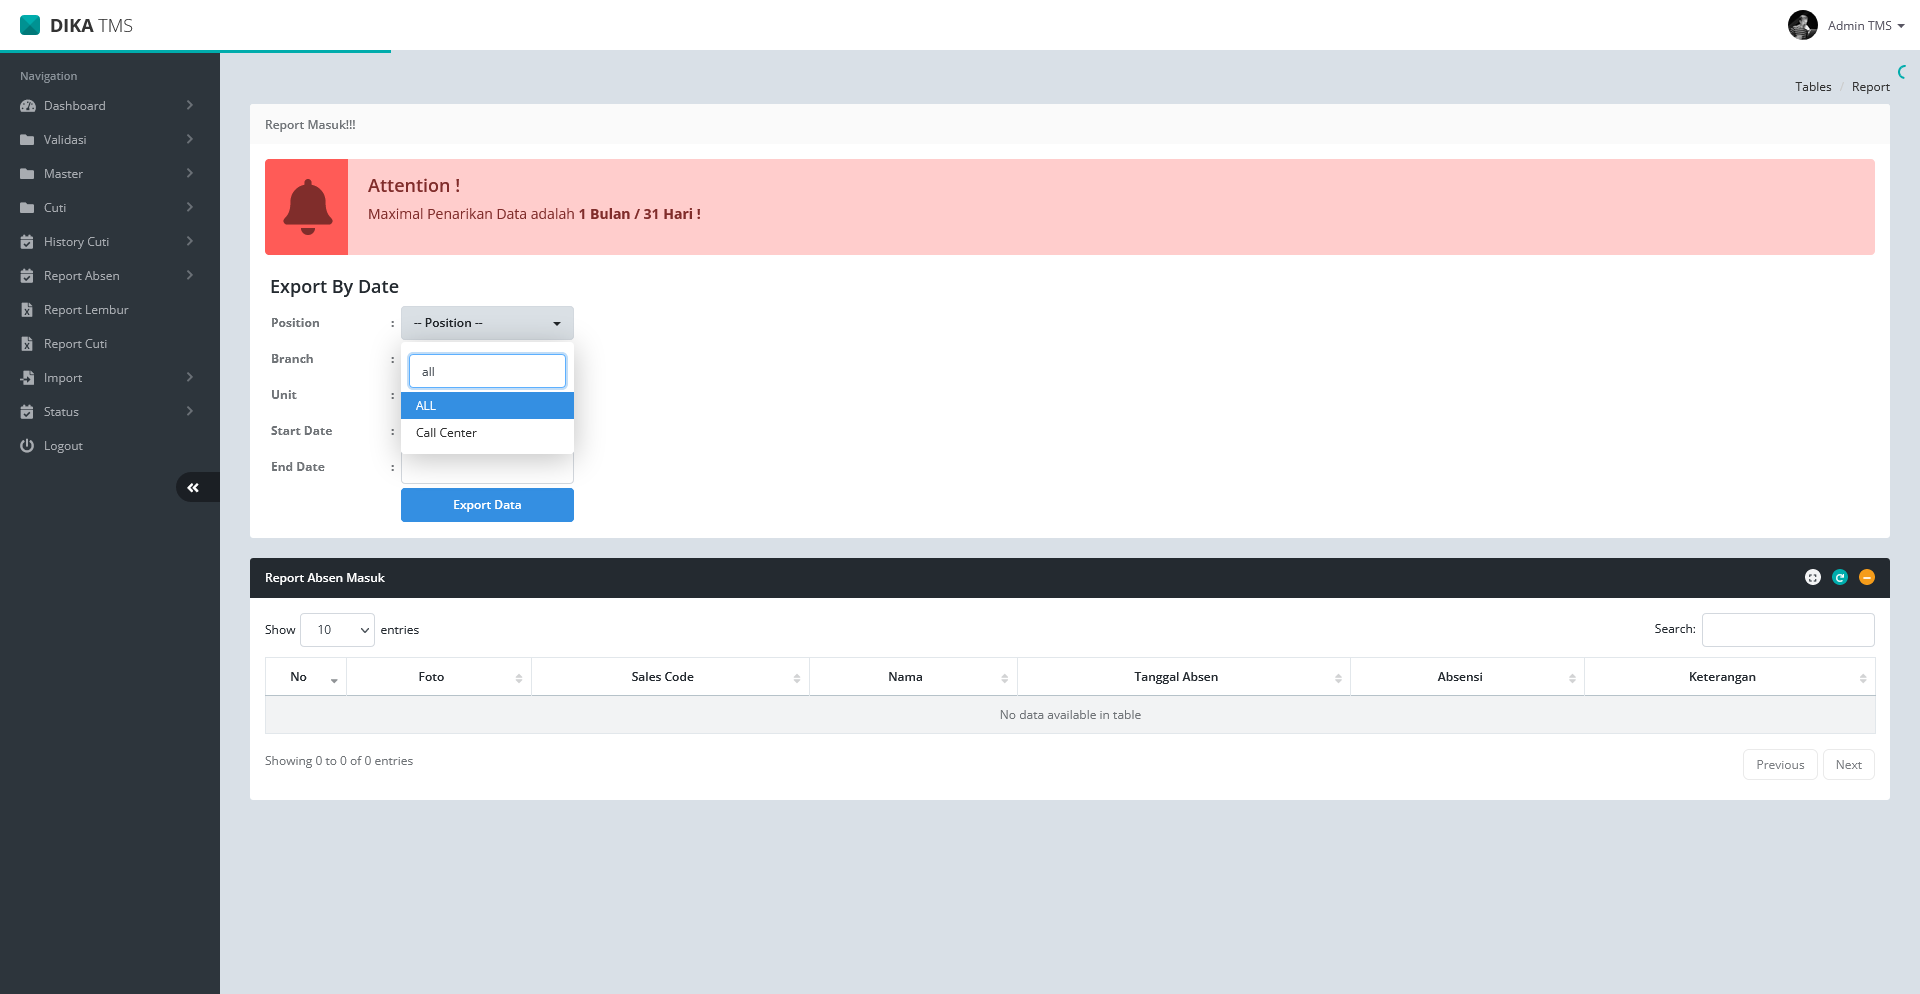 DIKA TMS
Admin TMS
Navigation
Dashboard
Validasi
Master
Cuti
History Cuti
Report Absen
Report Lembur
Report Cuti
Import
Status
Logout
Tables / Report
Report Masuk!!!
Attention !
Maximal Penarikan Data adalah 1 Bulan / 31 Hari !
Export By Date
Position : -- Position --
all
ALL
Call Center
Branch :
Unit :
Start Date :
End Date :
Export Data
Report Absen Masuk
Show 10 entries
Search:
No Foto Sales Code Nama Tanggal Absen Absensi Keterangan
No data available in table
Showing 0 to 0 of 0 entries
Previous Next